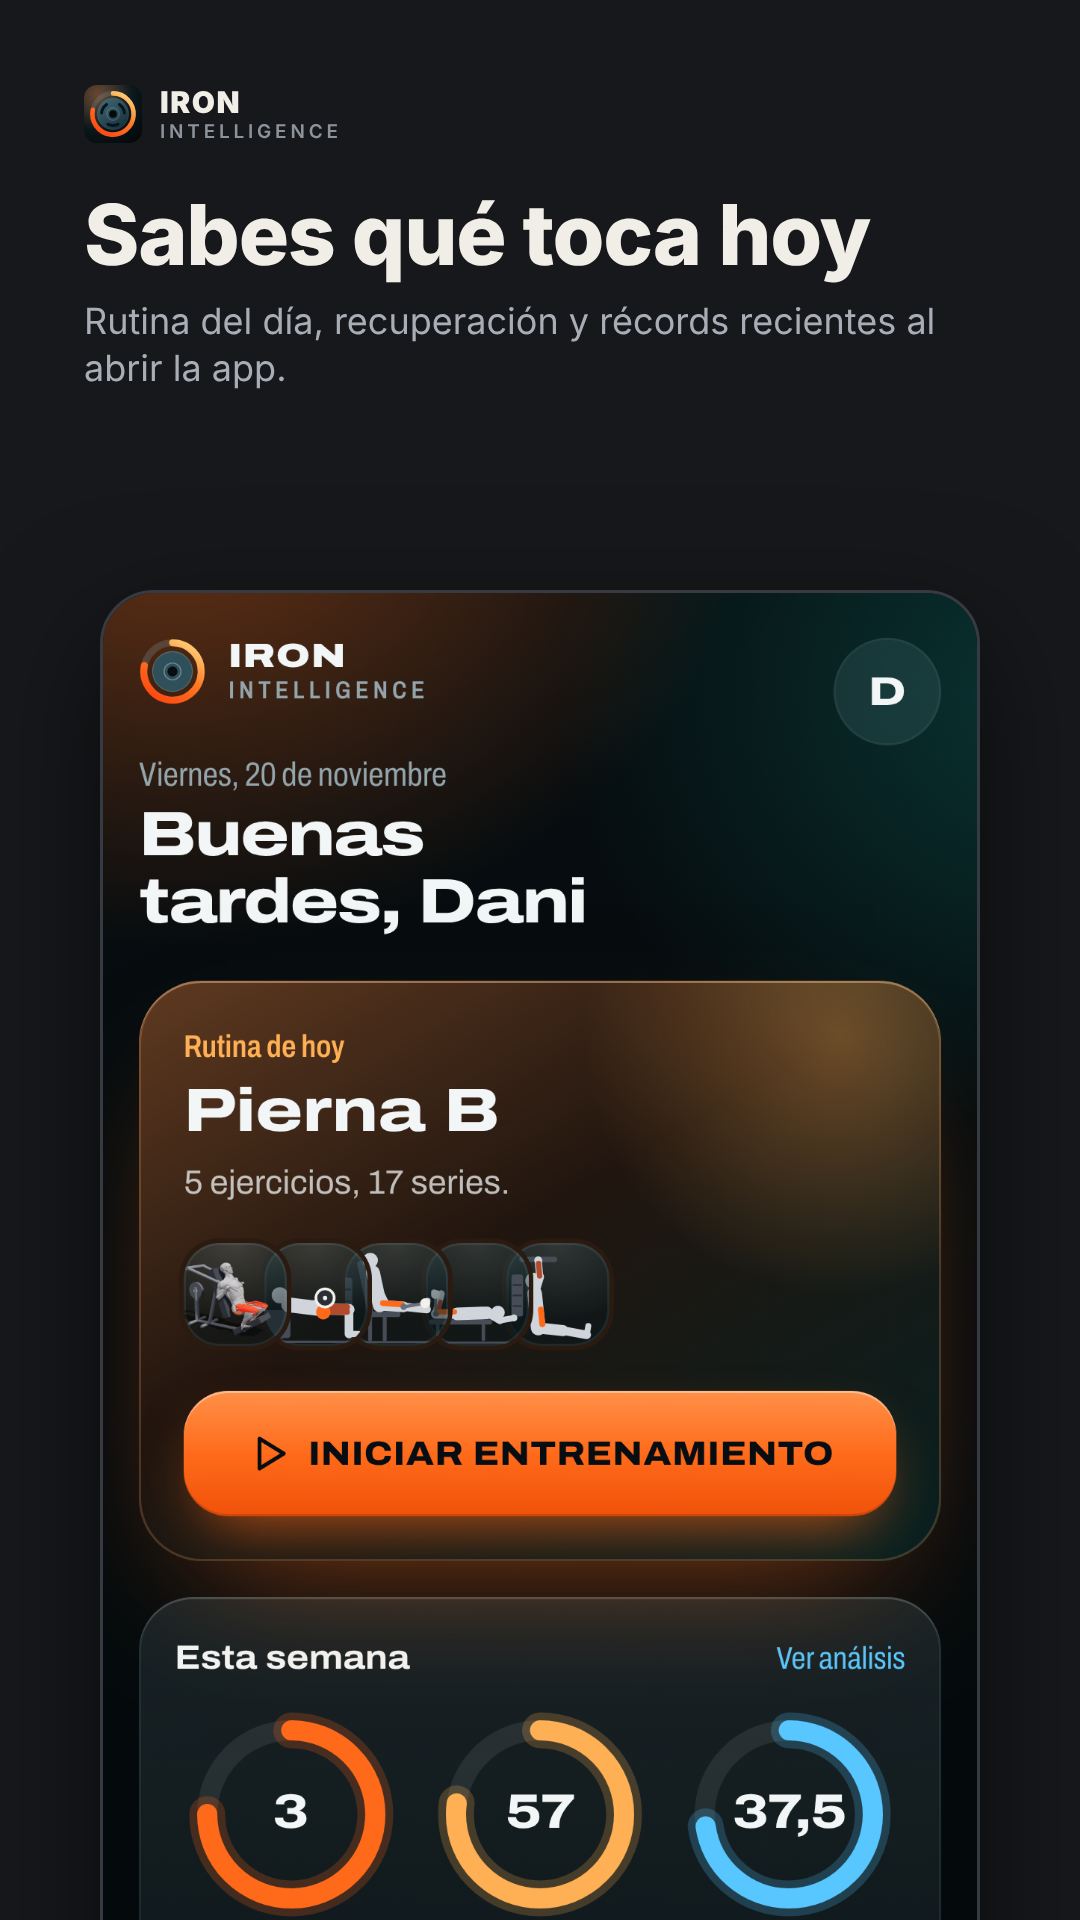 IRON
INTELLIGENCE
Sabes qué toca hoy
Rutina del día, recuperación y récords recientes al
abrir la app.
IRON
INTELLIGENCE
D
Viernes, 20 de noviembre
Buenas
tardes, Dani
Rutina de hoy
Pierna B
5 ejercicios, 17 series.
INICIAR ENTRENAMIENTO
Esta semana
Ver análisis
3
57
37,5